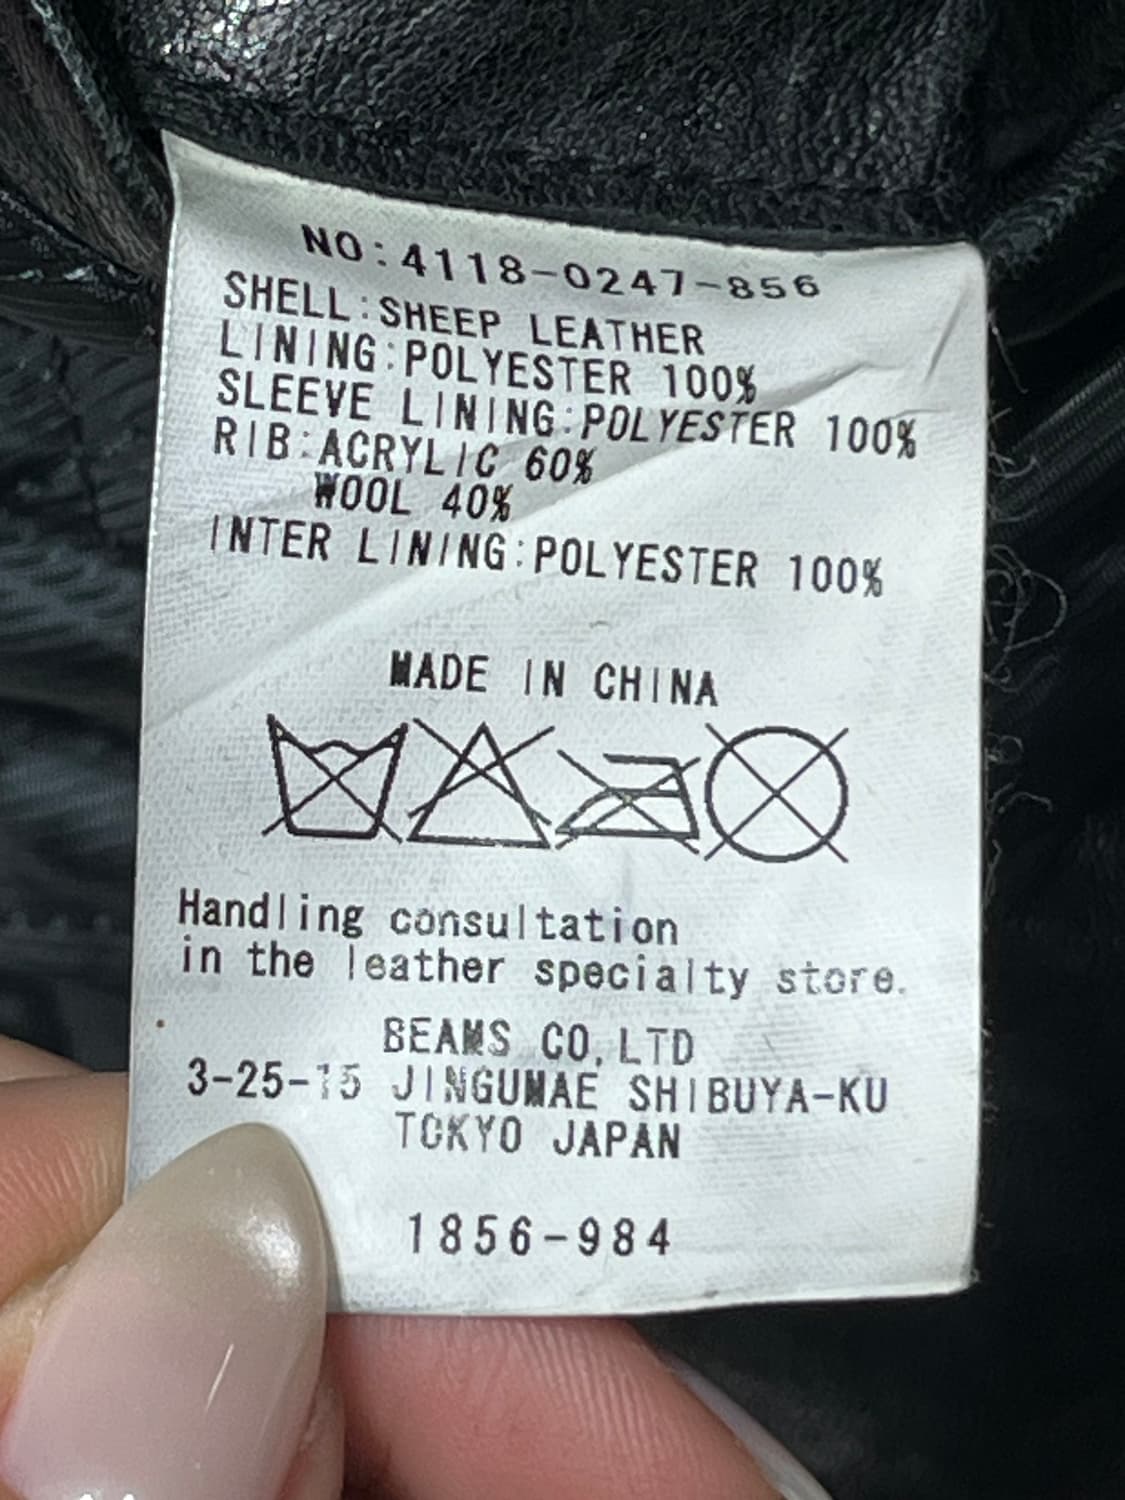 NO:4118-0247-856
SHELL:SHEEP LEATHER
LINING:POLYESTER 100%
SLEEVE LINING:POLYESTER 100%
RIB:ACRYLIC 60%
WOOL 40%
INTER LINING:POLYESTER 100%
MADE IN CHINA
Handling consultation
in the leather specialty store.
BEAMS CO,LTD
3-25-15 JINGUMAE SHIBUYA-KU
TOKYO JAPAN
1856-984